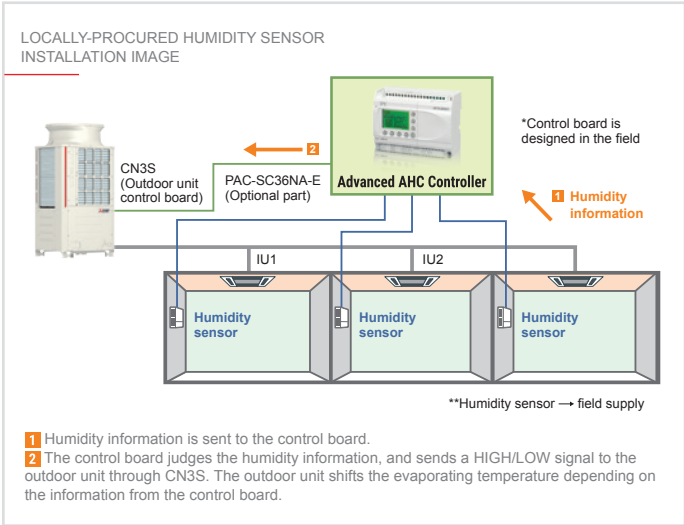 LOCALLY-PROCURED HUMIDITY SENSOR
INSTALLATION IMAGE
*Control board is
designed in the field
2
CN3S
(Outdoor unit
control board)
PAC-SC36NA-E
(Optional part)
Advanced AHC Controller
1 Humidity
information
IU1
IU2
Humidity
sensor
Humidity
sensor
Humidity
sensor
**Humidity sensor → field supply
1 Humidity information is sent to the control board.
2 The control board judges the humidity information, and sends a HIGH/LOW signal to the
outdoor unit through CN3S. The outdoor unit shifts the evaporating temperature depending on
the information from the control board.